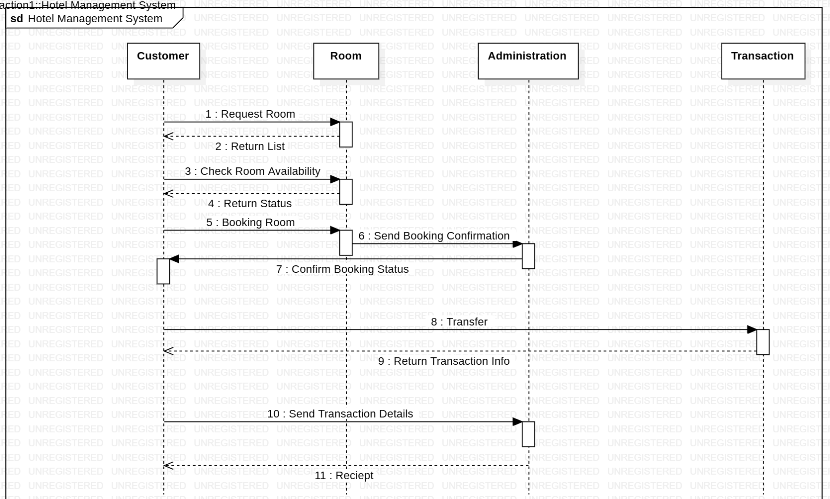 action1::Hotel Management System
sd Hotel Management System
Customer
Room
Administration
Transaction
1 : Request Room
2 : Return List
3 : Check Room Availability
4 : Return Status
5 : Booking Room
6 : Send Booking Confirmation
7 : Confirm Booking Status
8 : Transfer
9 : Return Transaction Info
10 : Send Transaction Details
11 : Reciept
UNREGISTERED